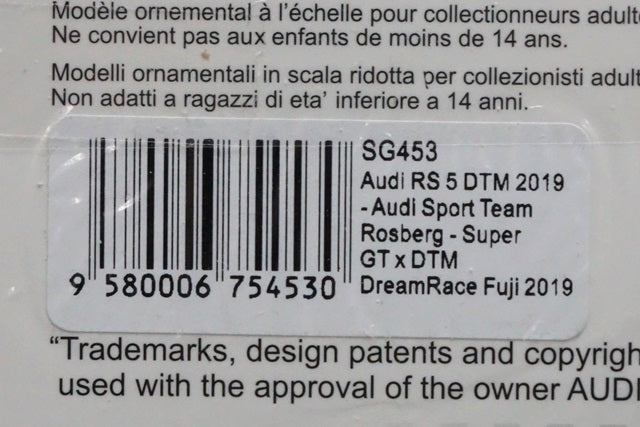 Modèle ornemental à l'échelle pour collectionneurs
Ne convient pas aux enfants de moins de 14 ans.
Modelli ornamentali in scala ridotta per collezionisti
Non adatti a ragazzi di eta' inferiore a 14 anni.
SG453
Audi RS 5 DTM 2019
- Audi Sport Team
Rosberg - Super
GT x DTM
DreamRace Fuji 2019
9 580006 754530
“Trademarks, design patents and
used with the approval of the owner AUDI